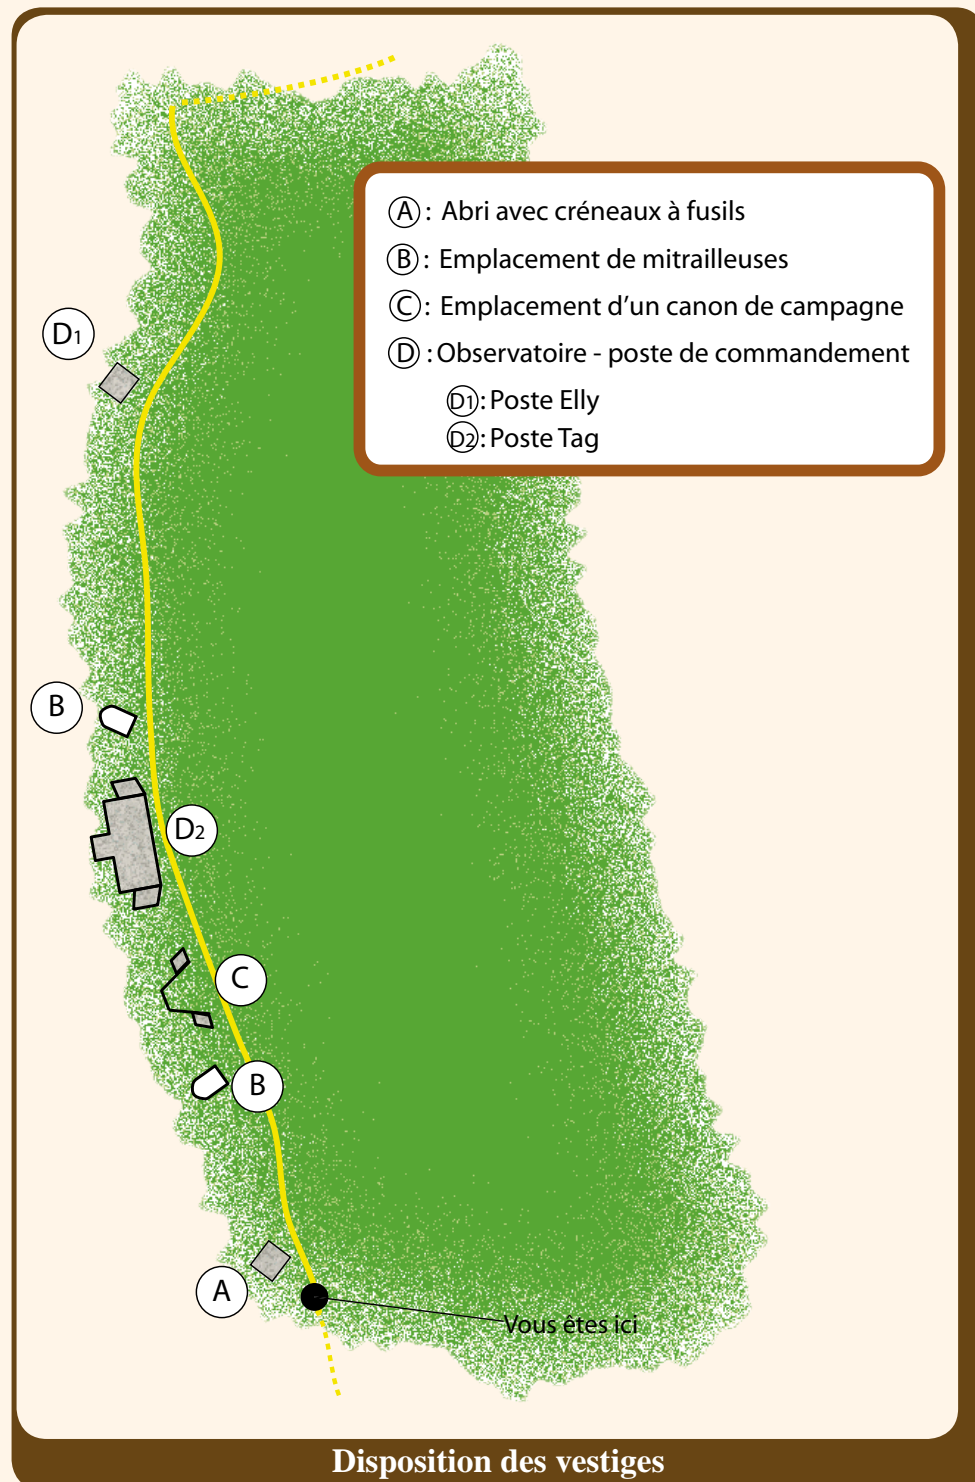 A : Abri avec créneaux à fusils
B : Emplacement de mitrailleuses
C : Emplacement d'un canon de campagne
D : Observatoire - poste de commandement
D1 : Poste Elly
D2 : Poste Tag
D1
B
D2
C
B
A
Vous êtes ici
Disposition des vestiges